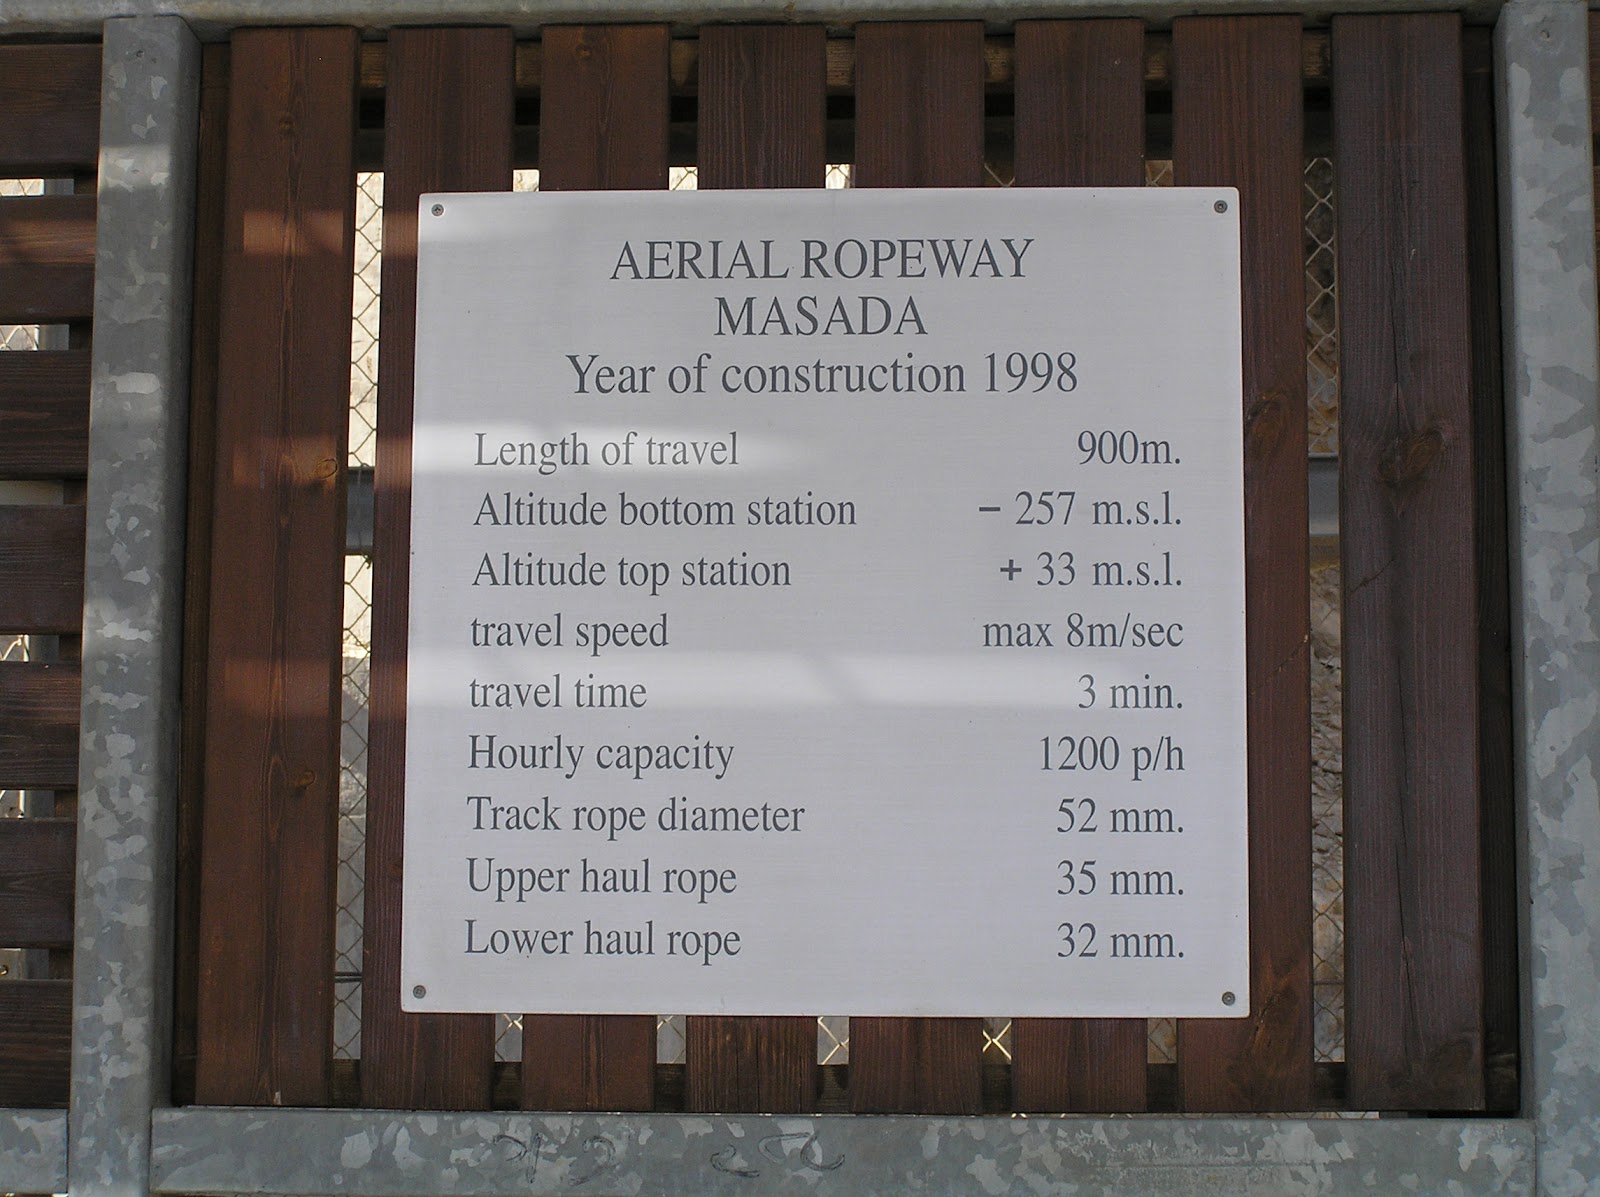 AERIAL ROPEWAY
MASADA
Year of construction 1998
Length of travel 900m.
Altitude bottom station – 257 m.s.l.
Altitude top station + 33 m.s.l.
travel speed max 8m/sec
travel time 3 min.
Hourly capacity 1200 p/h
Track rope diameter 52 mm.
Upper haul rope 35 mm.
Lower haul rope 32 mm.